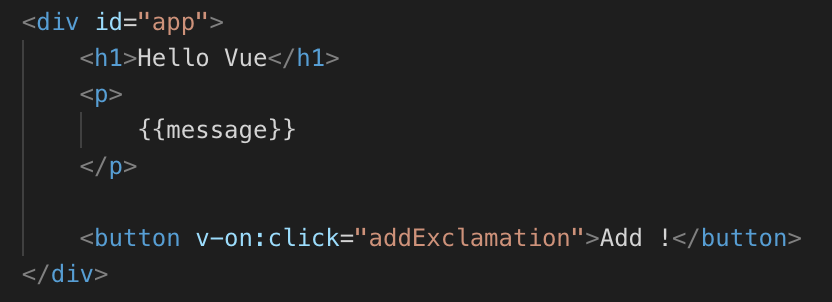 <div id="app">
<h1>Hello Vue</h1>
<p>
{{message}}
</p>
<button v-on:click="addExclamation">Add !</button>
</div>